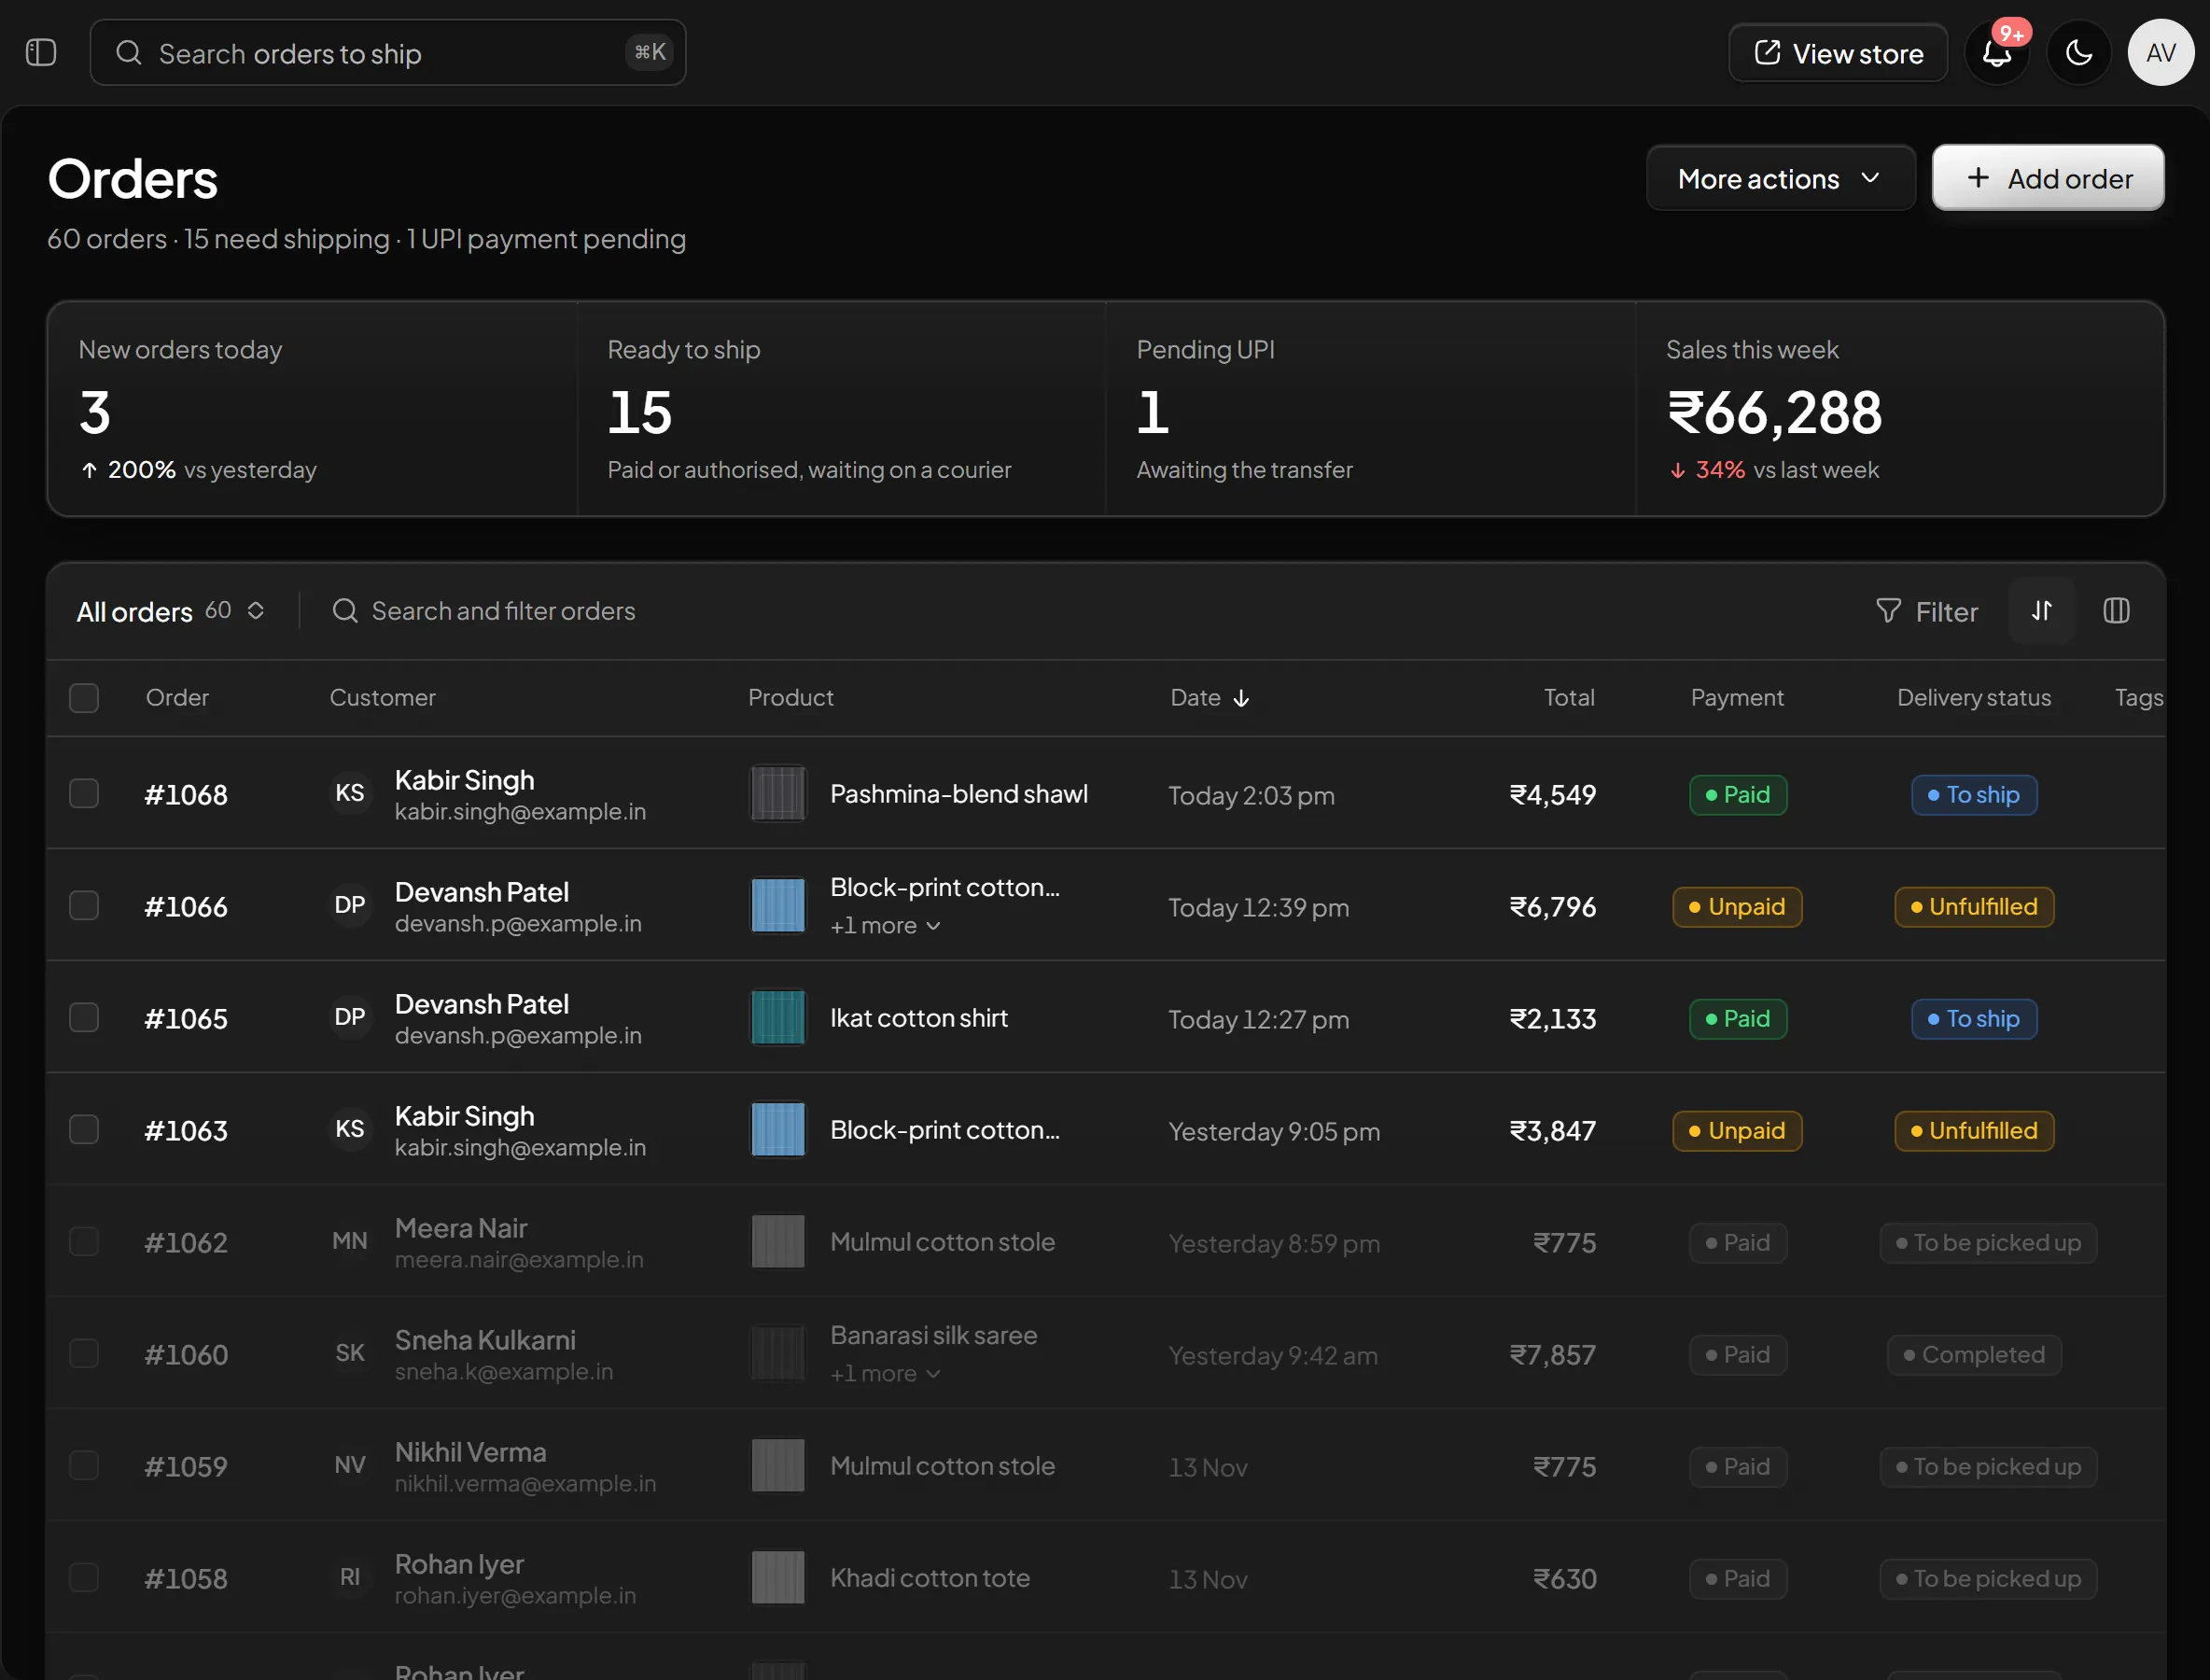 Search orders to ship ⌘K
View store
9+
AV
Orders
60 orders · 15 need shipping · 1 UPI payment pending
More actions
+ Add order
New orders today
3
↑ 200% vs yesterday
Ready to ship
15
Paid or authorised, waiting on a courier
Pending UPI
1
Awaiting the transfer
Sales this week
₹66,288
↓ 34% vs last week
All orders 60
Search and filter orders
Filter
Order Customer Product Date ↓ Total Payment Delivery status Tags
#1068 KS Kabir Singh
kabir.singh@example.in
Pashmina-blend shawl Today 2:03 pm ₹4,549 Paid To ship
#1066 DP Devansh Patel
devansh.p@example.in
Block-print cotton...
+1 more
Today 12:39 pm ₹6,796 Unpaid Unfulfilled
#1065 DP Devansh Patel
devansh.p@example.in
Ikat cotton shirt Today 12:27 pm ₹2,133 Paid To ship
#1063 KS Kabir Singh
kabir.singh@example.in
Block-print cotton... Yesterday 9:05 pm ₹3,847 Unpaid Unfulfilled
#1062 MN Meera Nair
meera.nair@example.in
Mulmul cotton stole Yesterday 8:59 pm ₹775 Paid To be picked up
#1060 SK Sneha Kulkarni
sneha.k@example.in
Banarasi silk saree
+1 more
Yesterday 9:42 am ₹7,857 Paid Completed
#1059 NV Nikhil Verma
nikhil.verma@example.in
Mulmul cotton stole 13 Nov ₹775 Paid To be picked up
#1058 RI Rohan Iyer
rohan.iyer@example.in
Khadi cotton tote 13 Nov ₹630 Paid To be picked up
Rohan Iyer